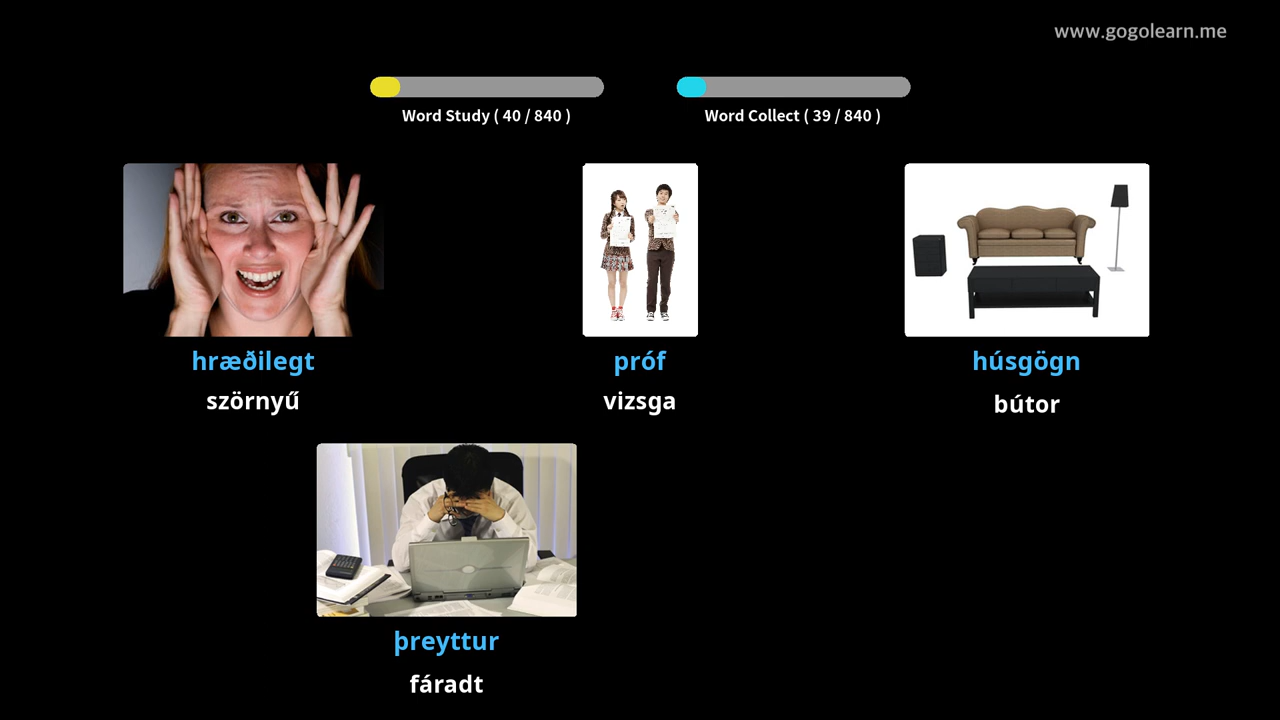 www.gogolearn.me
Word Study ( 40 / 840 )
Word Collect ( 39 / 840 )
hræðilegt
szörnyű
próf
vizsga
húsgögn
bútor
þreyttur
fáradt